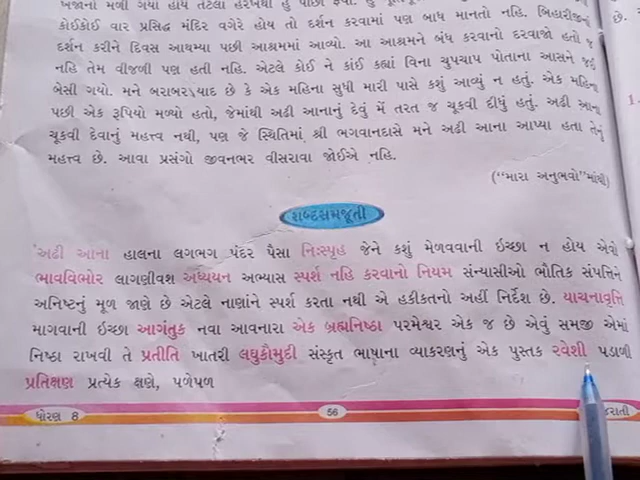 કોઈકોઈ વાર પ્રસિદ્ધ મંદિર વગેરે હોય તો દર્શન કરવામાં પણ બાધ માનતો નહિ. બિહારીજીનાં
દર્શન કરીને દિવસ આથમ્યા પછી આશ્રમમાં આવ્યો. આ આશ્રમને બંધ કરવાનો દરવાજો હતો જ
નહિ તેમ વીજળી પણ હતી નહિ. એટલે કોઈ ને કાંઈ કહ્યાં વિના ચુપચાપ પોતાના આસને જઈ
બેસી ગયો. મને બરાબર યાદ છે કે એક મહિના સુધી મારી પાસે કશું આવ્યું ન હતું. એક મહિના
પછી એક રૂપિયો મળ્યો હતો, જેમાંથી અઢી આનાનું દેવું મેં તરત જ ચૂકવી દીધું હતું. અઢી આના
ચૂકવી દેવાનું મહત્ત્વ નથી, પણ જે સ્થિતિમાં શ્રી ભગવાનદાસે મને અઢી આના આપ્યા હતા તેનું
મહત્ત્વ છે. આવા પ્રસંગો જીવનભર વીસરાવા જોઈએ નહિ.
("મારા અનુભવો"માંથી)
શબ્દસમજૂતી
અઢી આના હાલના લગભગ પંદર પૈસા નિઃસ્પૃહ જેને કશું મેળવવાની ઇચ્છા ન હોય એવો
ભાવવિભોર લાગણીવશ અધ્યયન અભ્યાસ સ્પર્શ નહિ કરવાનો નિયમ સંન્યાસીઓ ભૌતિક સંપત્તિને
અનિષ્ટનું મૂળ જાણે છે એટલે નાણાંને સ્પર્શ કરતા નથી એ હકીકતનો અહીં નિર્દેશ છે. યાચનાવૃત્તિ
માગવાની ઇચ્છા આગંતુક નવા આવનારા એક બ્રહ્મનિષ્ઠા પરમેશ્વર એક જ છે એવું સમજી એમાં
નિષ્ઠા રાખવી તે પ્રતીતિ ખાતરી લઘુકૌમુદી સંસ્કૃત ભાષાના વ્યાકરણનું એક પુસ્તક રવેશી પડાળી
પ્રતિક્ષણ પ્રત્યેક ક્ષણે, પળેપળ
ધોરણ 8
56